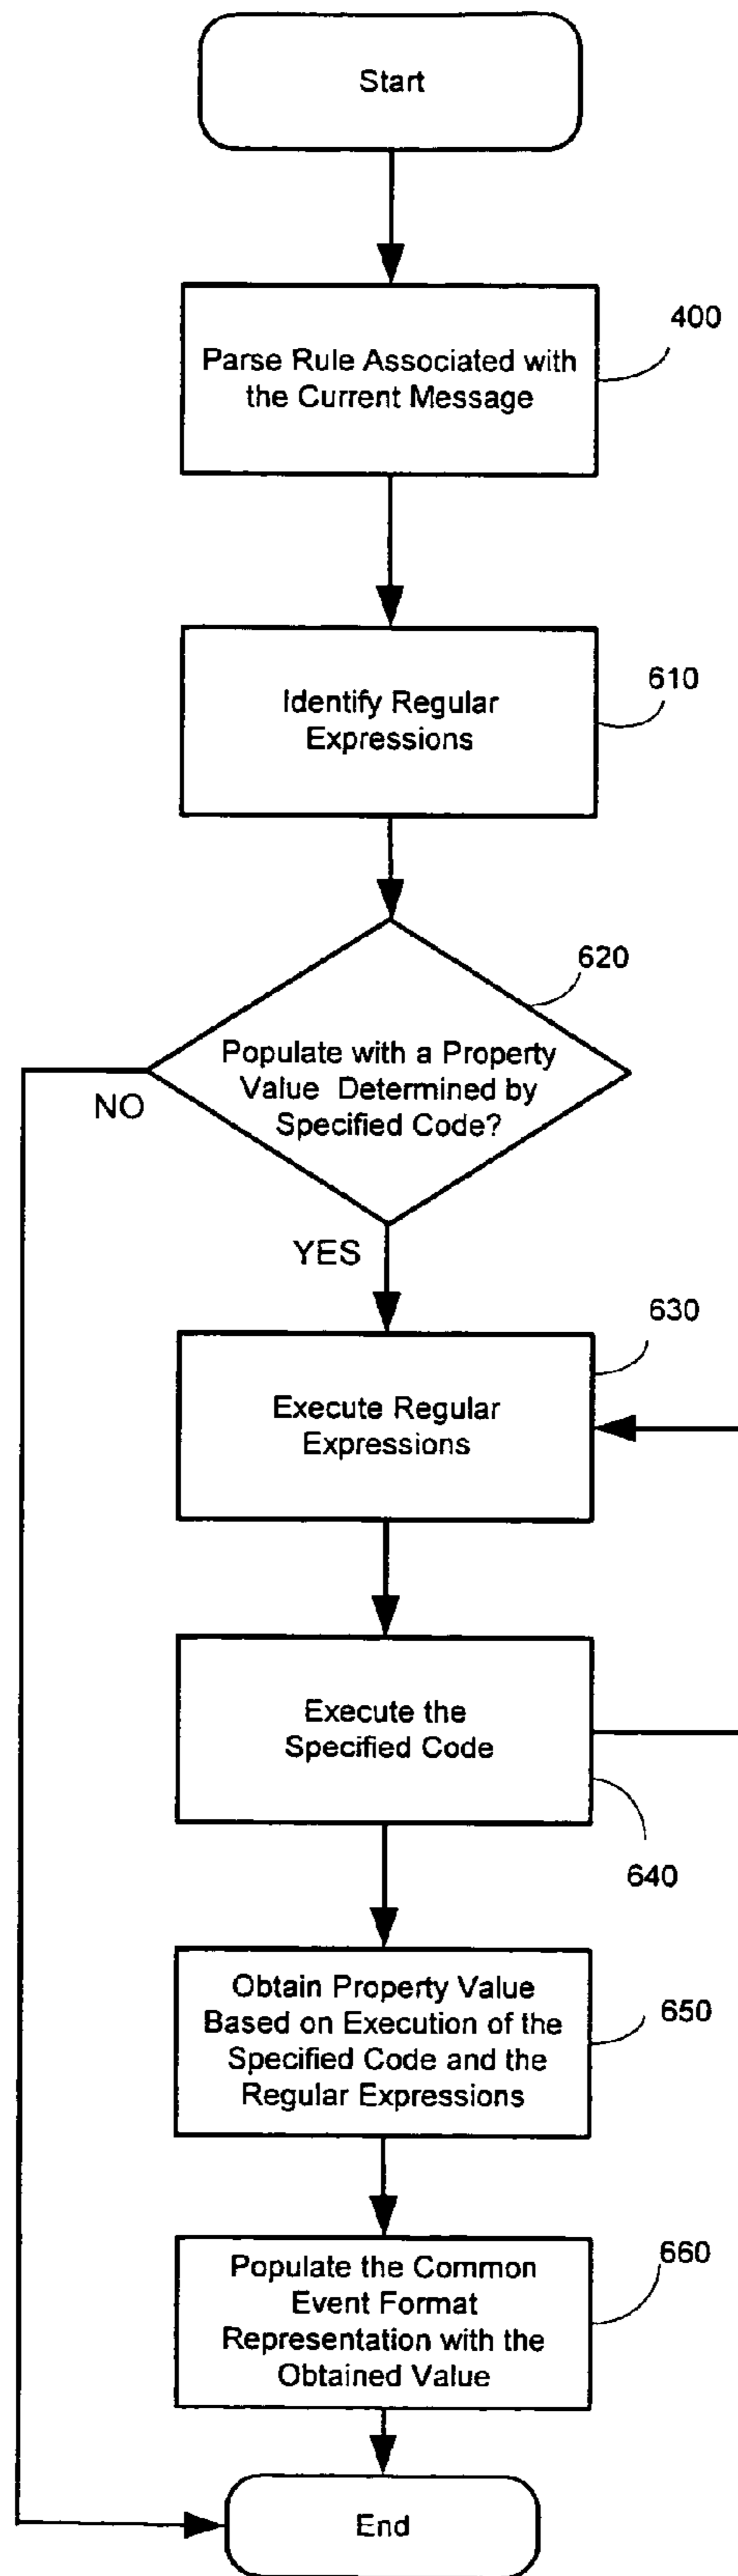 Start
Parse Rule Associated with
the Current Message
400
Identify Regular
Expressions
610
620
Populate with a Property
Value Determined by
Specified Code?
NO
YES
630
Execute Regular
Expressions
Execute the
Specified Code
640
Obtain Property Value
Based on Execution of the
Specified Code and the
Regular Expressions
650
660
Populate the Common
Event Format
Representation with the
Obtained Value
End